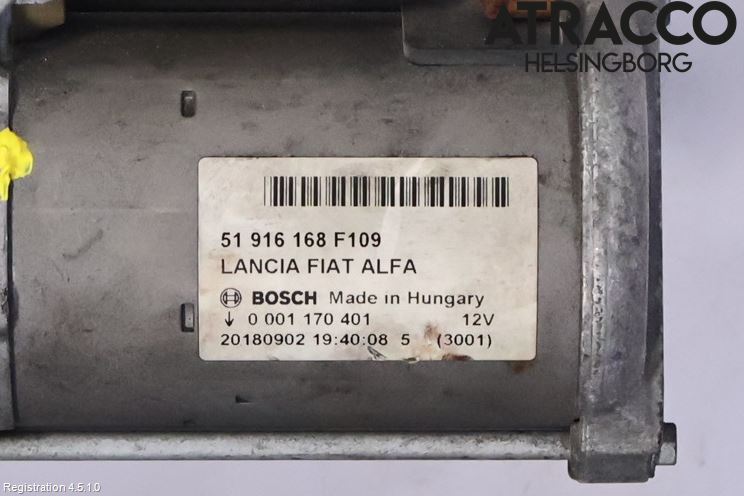 ATRACCO
HELSINGBORG
51 916 168 F109
LANCIA FIAT ALFA
BOSCH Made in Hungary
↓ 0 001 170 401 12V
20180902 19:40:08 5 (3001)
Registration 4.5.1.0